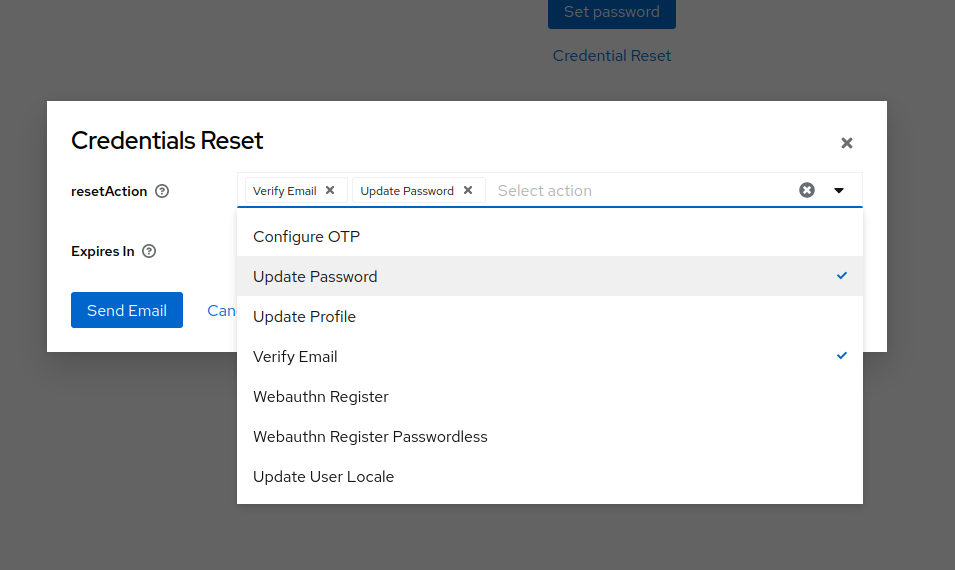 Set password
Credential Reset
Credentials Reset
resetAction
Verify Email Update Password Select action
Expires In
Configure OTP
Update Password
Send Email Can
Update Profile
Verify Email
Webauthn Register
Webauthn Register Passwordless
Update User Locale